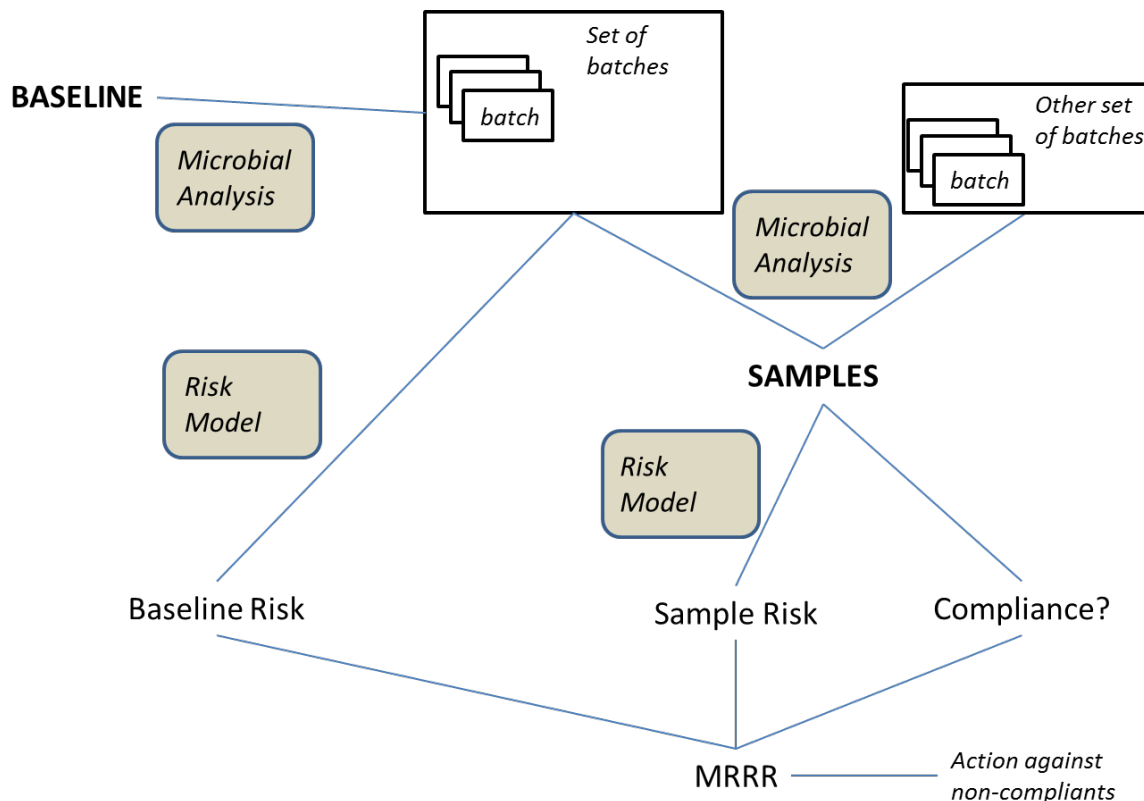 Set of
batches
BASELINE
batch
Other set
of batches
batch
Microbial
Analysis
Microbial
Analysis
SAMPLES
Risk
Model
Risk
Model
Baseline Risk
Sample Risk
Compliance?
MRRR
Action against
non-compliants